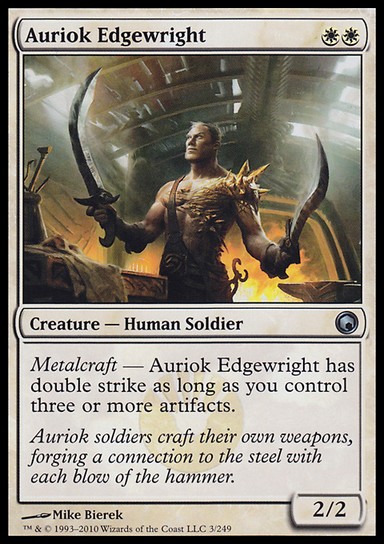 Auriok Edgewright
Creature — Human Soldier
Metalcraft — Auriok Edgewright has
double strike as long as you control
three or more artifacts.
Auriok soldiers craft their own weapons,
forging a connection to the steel with
each blow of the hammer.
Mike Bierek
2/2
™ & © 1993–2010 Wizards of the Coast LLC 3/249